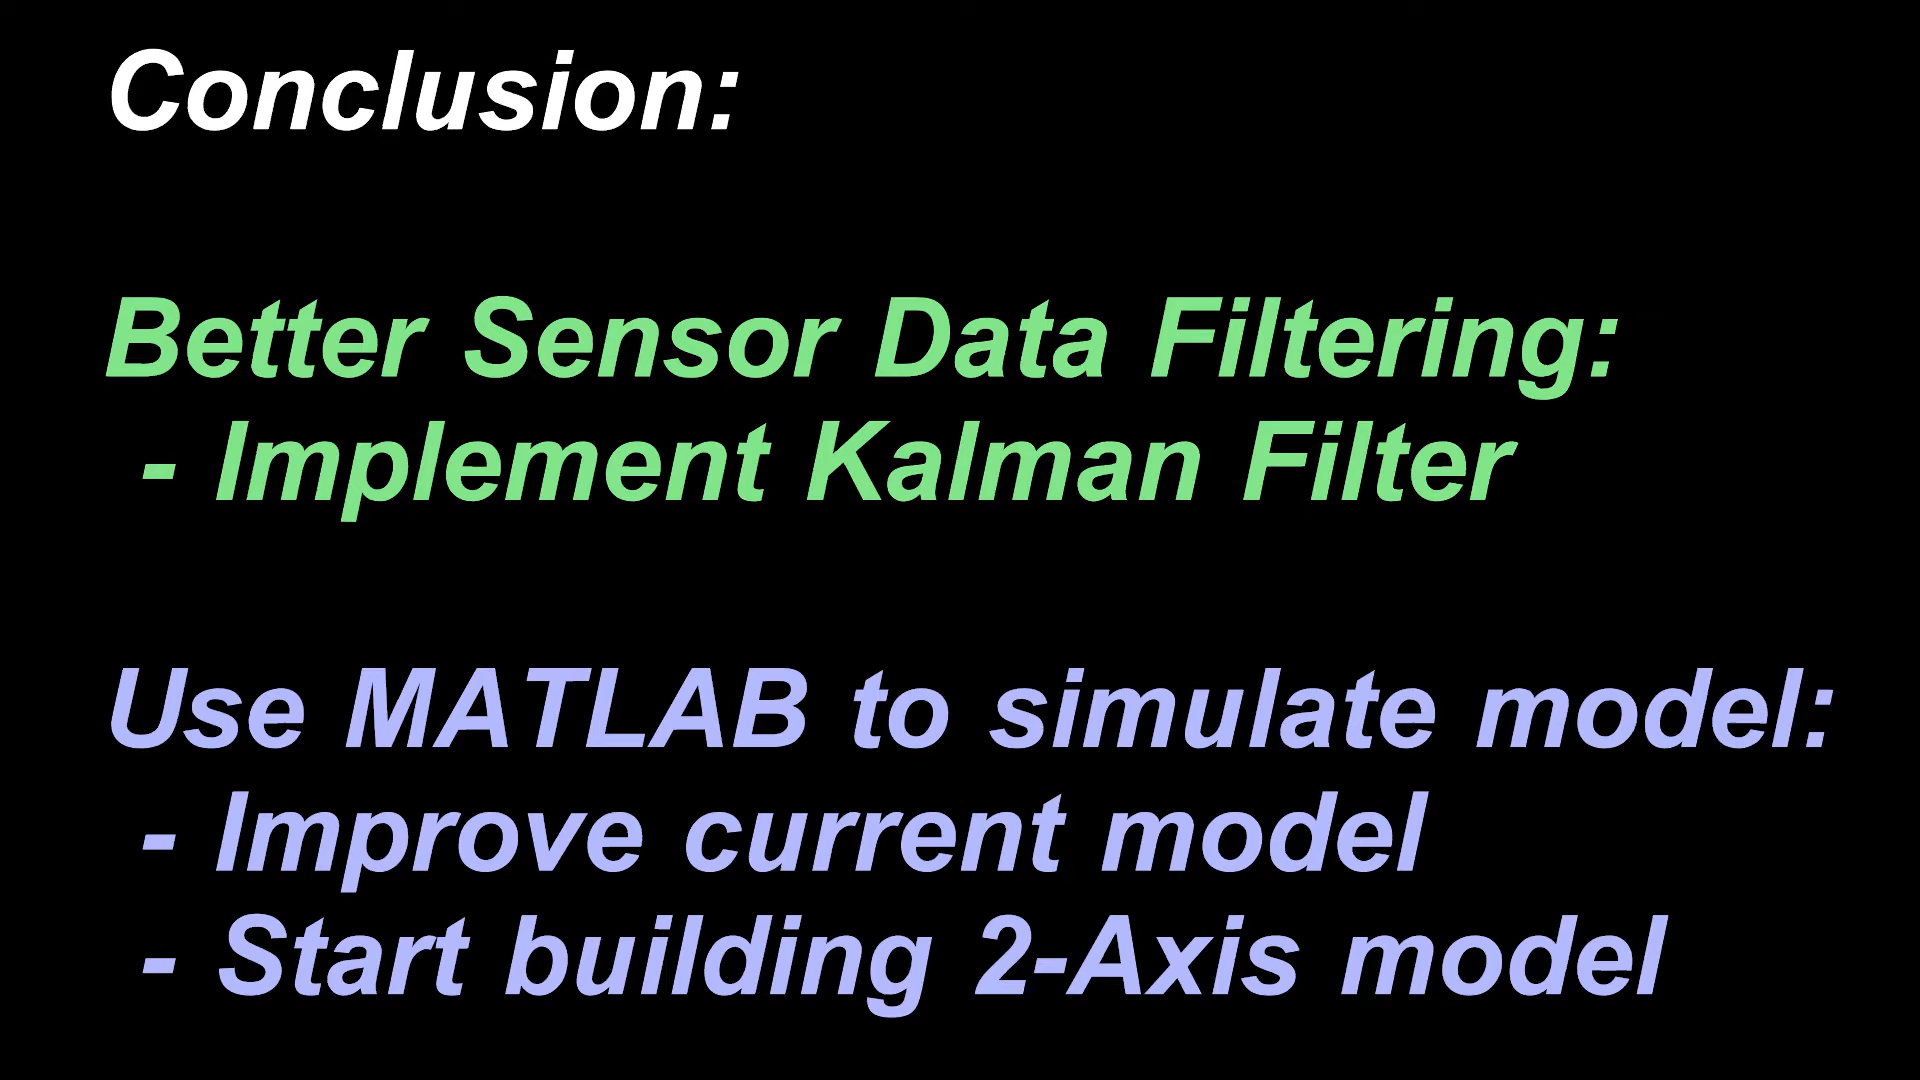 Conclusion:
Better Sensor Data Filtering:
- Implement Kalman Filter
Use MATLAB to simulate model:
- Improve current model
- Start building 2-Axis model